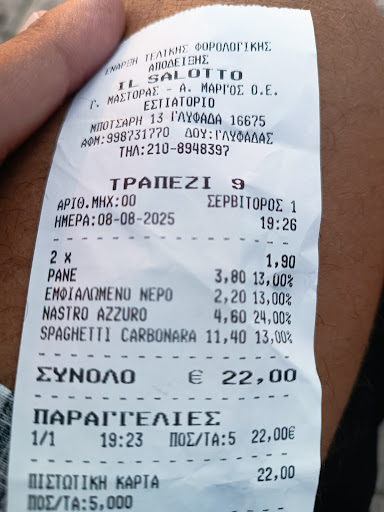 ΕΝΑΡΞΗ ΤΕΛΙΚΗΣ ΦΟΡΟΛΟΓΙΚΗΣ
ΑΠΟΔΕΙΞΗΣ
IL SALOTTO
Γ. ΜΑΣΤΟΡΑΣ - Α. ΜΑΡΓΟΣ Ο.Ε.
ΕΣΤΙΑΤΟΡΙΟ
ΜΠΟΤΣΑΡΗ 13 ΓΛΥΦΑΔΑ 16675
ΑΦΜ:998731770 ΔΟΥ:ΓΛΥΦΑΔΑΣ
ΤΗΛ:210-8948397
ΤΡΑΠΕΖΙ 9
ΑΡΙΘ.ΜΗΧ:00 ΣΕΡΒΙΤΟΡΟΣ 1
ΗΜΕΡΑ:08-08-2025 19:26
2 x 1,90
PANE 3,80 13,00%
ΕΜΦΙΑΛΩΜΕΝΟ ΝΕΡΟ 2,20 13,00%
NASTRO AZZURO 4,60 24,00%
SPAGHETTI CARBONARA 11,40 13,00%
ΣΥΝΟΛΟ € 22,00
ΠΑΡΑΓΓΕΛΙΕΣ
1/1 19:23 ΠΟΣ/ΤΑ:5 22,00€
ΠΙΣΤΩΤΙΚΗ ΚΑΡΤΑ 22,00
ΠΟΣ/ΤΑ:5,000